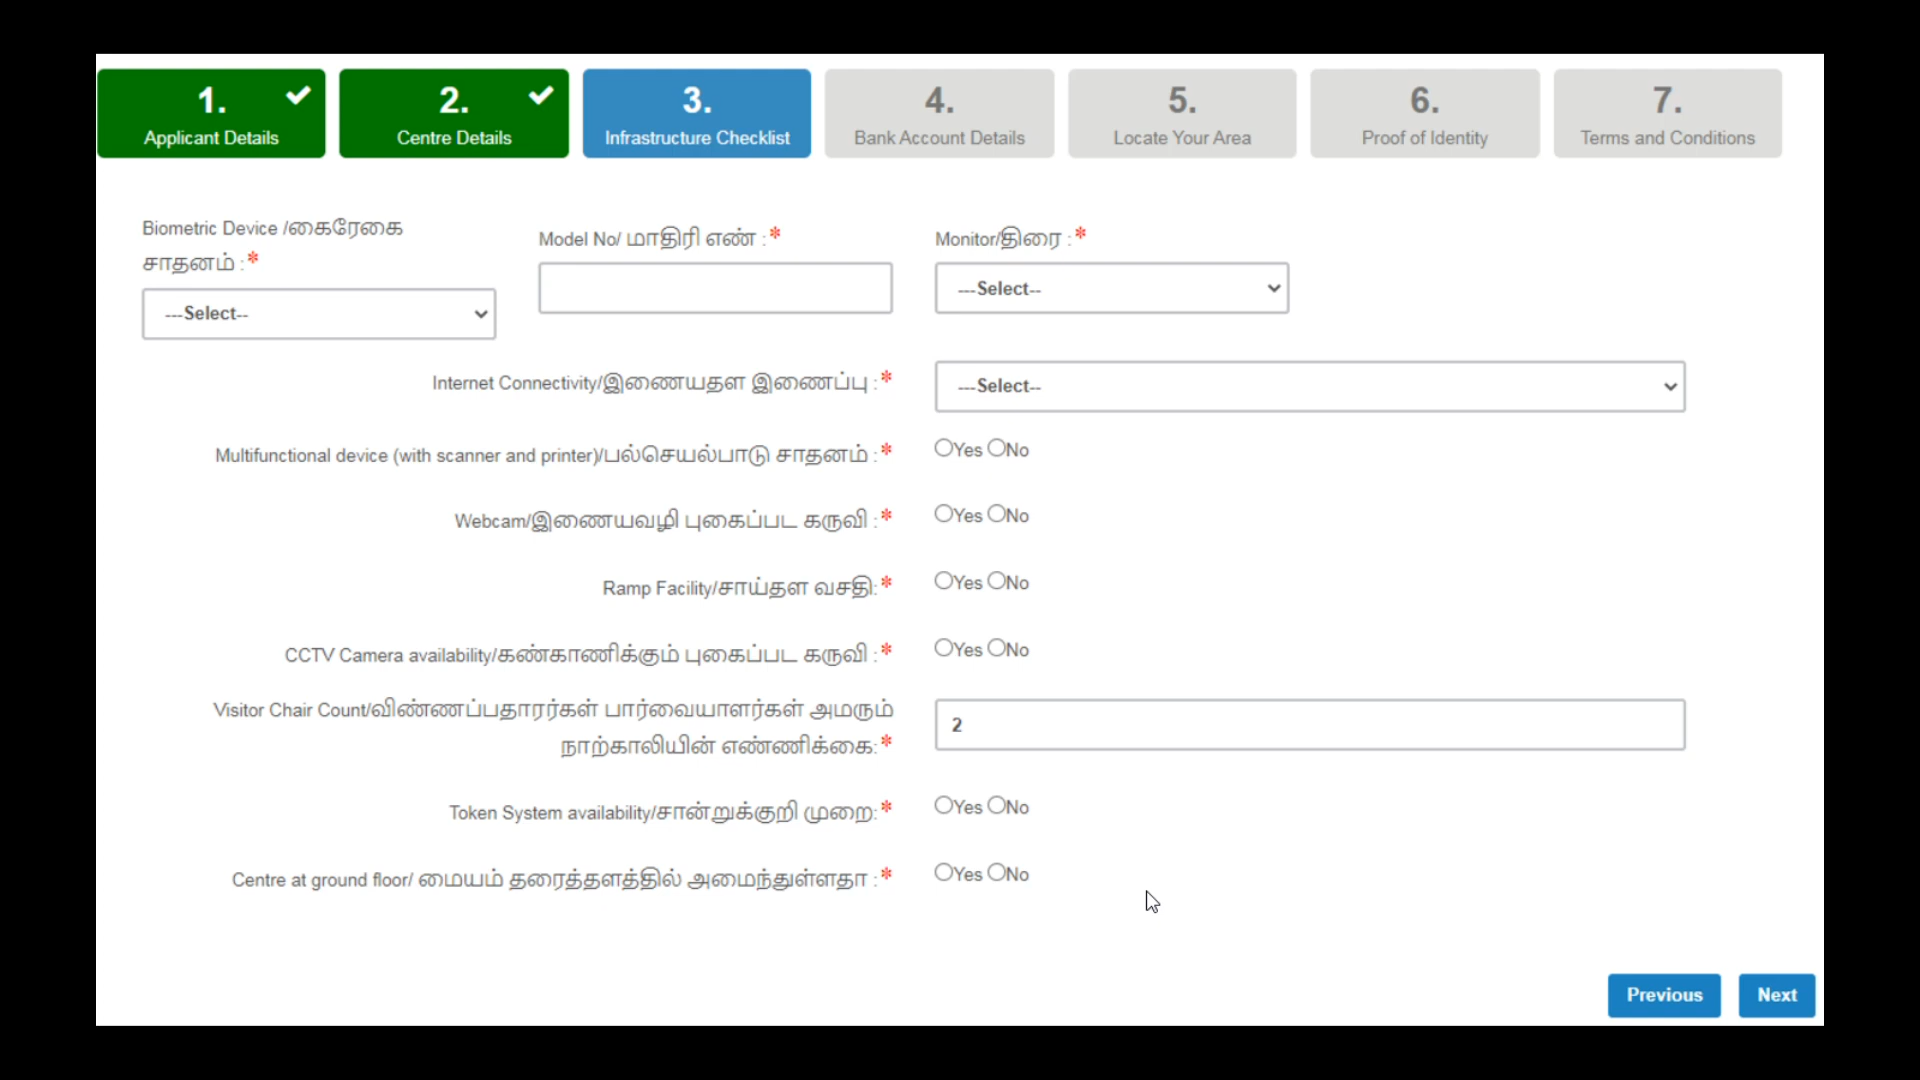 1.
Applicant Details
2.
Centre Details
3.
Infrastructure Checklist
4.
Bank Account Details
5.
Locate Your Area
6.
Proof of Identity
7.
Terms and Conditions
Biometric Device /கைரேகை
சாதனம் :*
---Select--
Model No/ மாதிரி எண் :*
Monitor/திரை :*
---Select--
Internet Connectivity/இணையதள இணைப்பு :*
---Select--
Multifunctional device (with scanner and printer)/பல்செயல்பாடு சாதனம் :* Yes No
Webcam/இணையவழி புகைப்பட கருவி :* Yes No
Ramp Facility/சாய்தள வசதி:* Yes No
CCTV Camera availability/கண்காணிக்கும் புகைப்பட கருவி :* Yes No
Visitor Chair Count/விண்ணப்பதாரர்கள் பார்வையாளர்கள் அமரும்
நாற்காலியின் எண்ணிக்கை:*
2
Token System availability/சான்றுக்குறி முறை:* Yes No
Centre at ground floor/ மையம் தரைத்தளத்தில் அமைந்துள்ளதா :* Yes No
Previous
Next